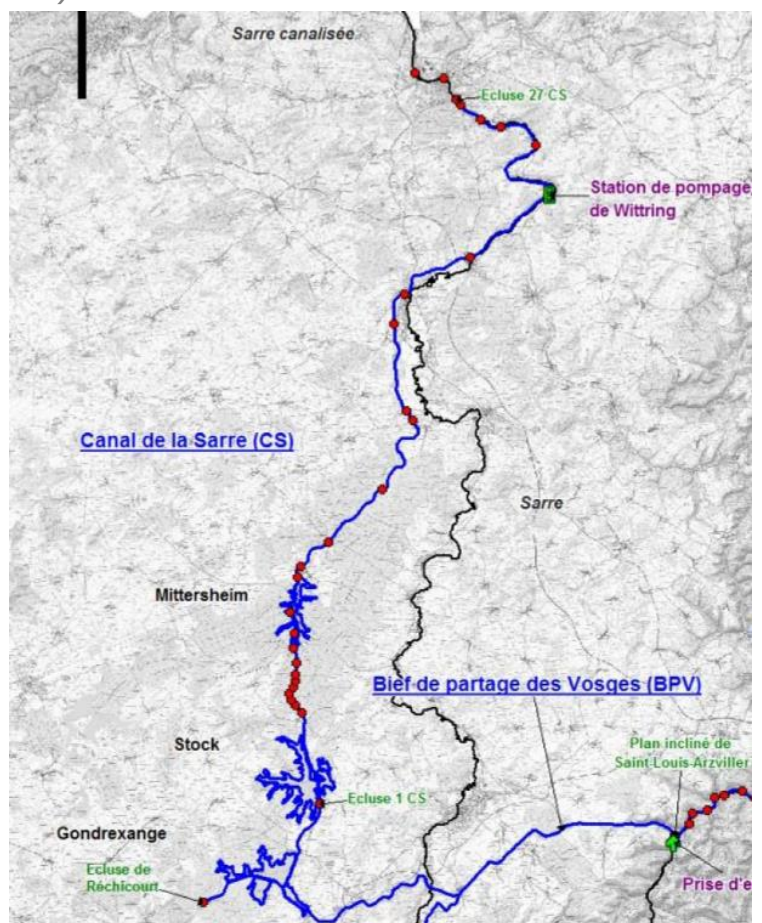 Sarre canalisée
Ecluse 27 CS
Station de pompage
de Wittring
Canal de la Sarre (CS)
Sarre
Mittersheim
Bief de partage des Vosges (BPV)
Stock
Plan incliné de
Saint-Louis-Arzviller
Ecluse 1 CS
Gondrexange
Ecluse de
Réchicourt
Prise d'e